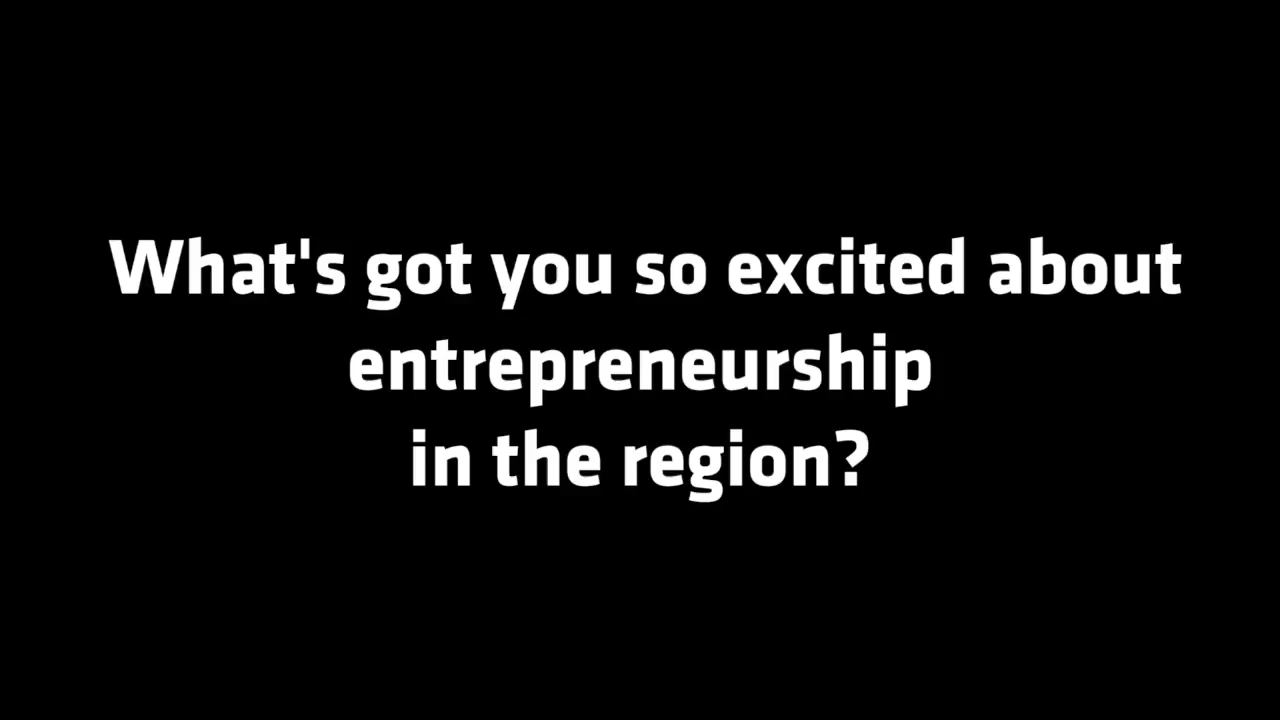 What's got you so excited about
entrepreneurship
in the region?